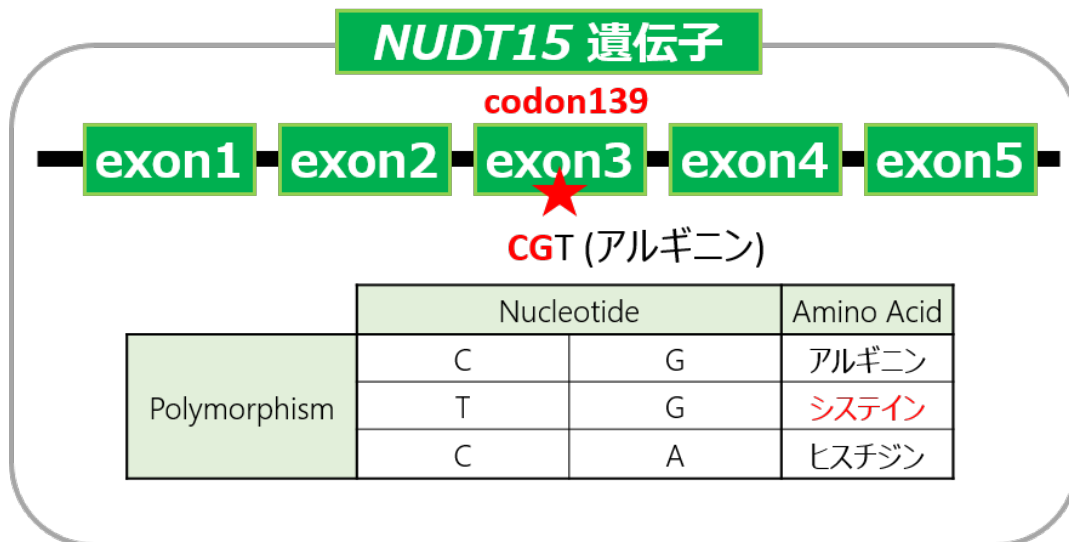 NUDT15 遺伝子
codon139
exon1 exon2 exon3 exon4 exon5
CGT (アルギニン)
Nucleotide Amino Acid
Polymorphism
C G アルギニン
T G システイン
C A ヒスチジン